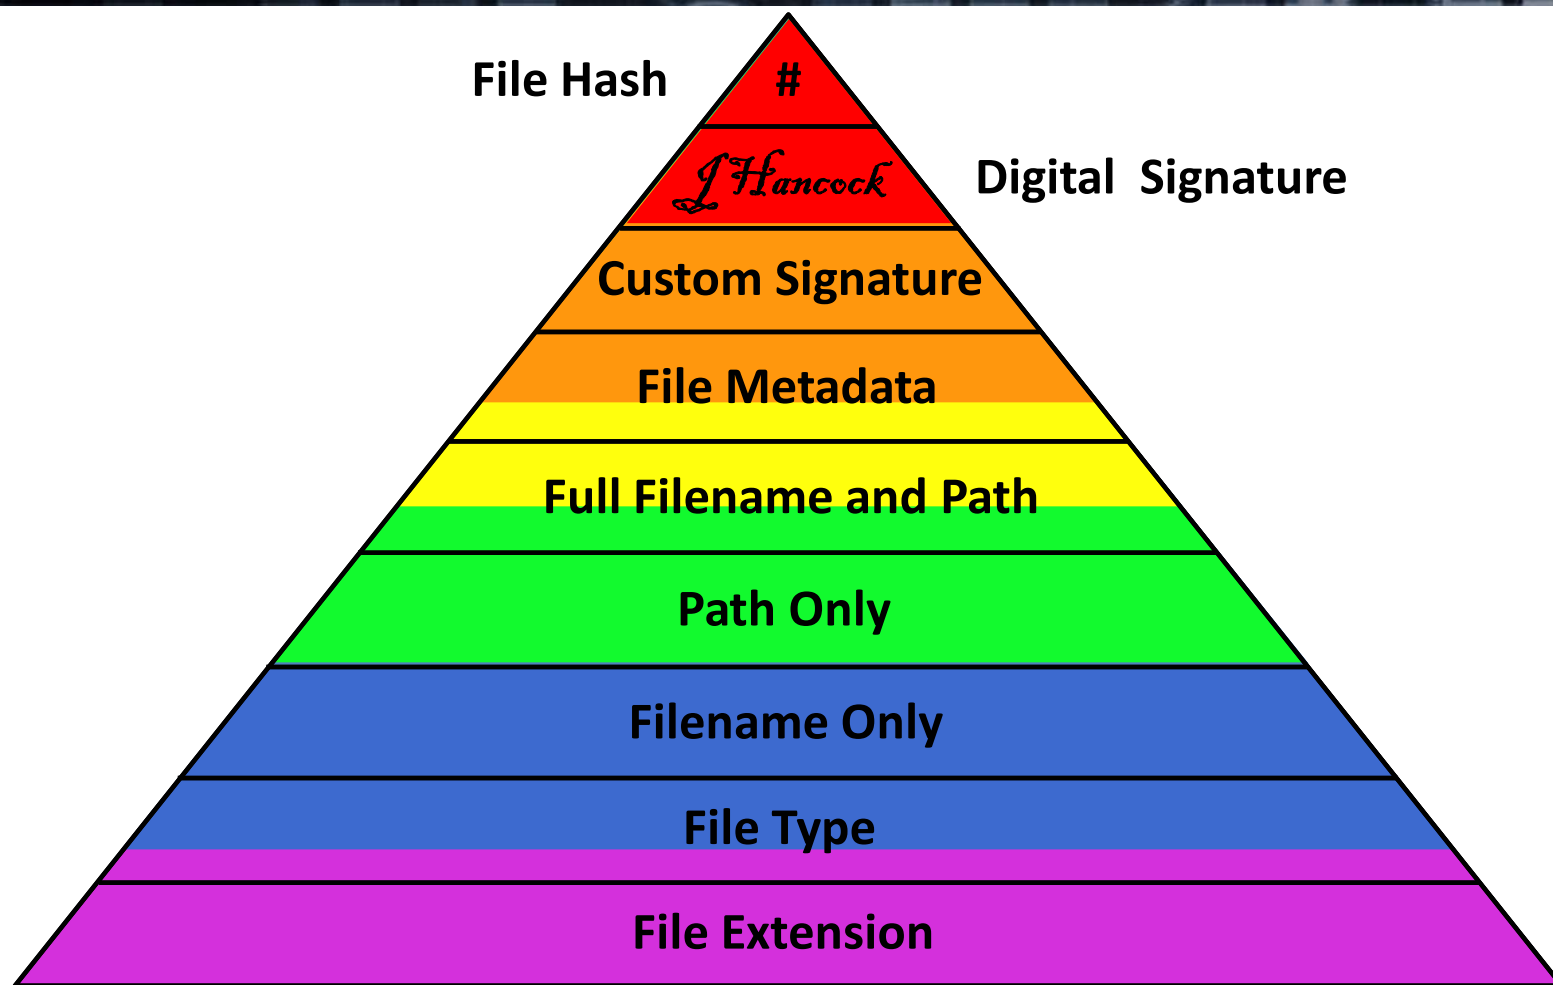 File Hash
#
J Hancock
Digital Signature
Custom Signature
File Metadata
Full Filename and Path
Path Only
Filename Only
File Type
File Extension